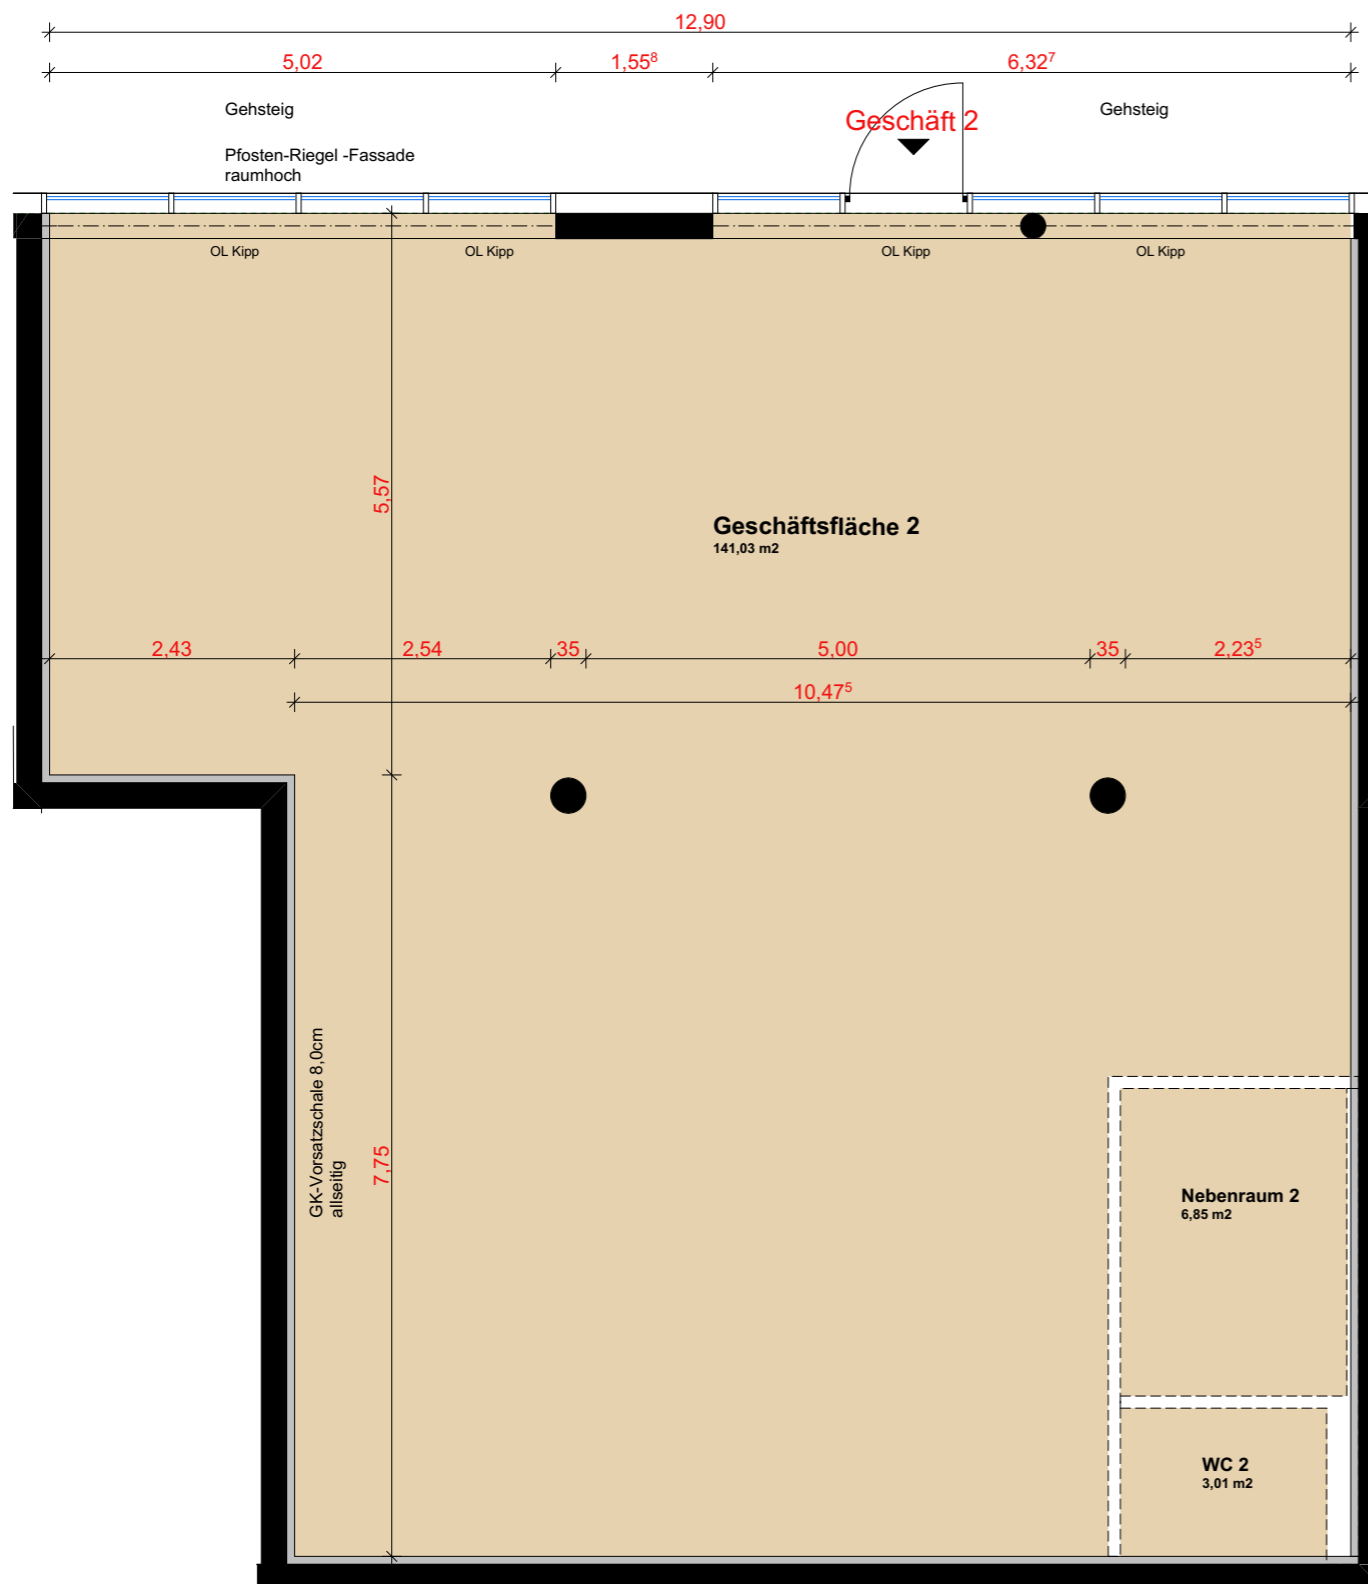 12,90
5,02
1,55⁸
6,32⁷
Gehsteig
Geschäft 2
Gehsteig
Pfosten-Riegel -Fassade
raumhoch
OL Kipp
OL Kipp
OL Kipp
OL Kipp
5,57
Geschäftsfläche 2
141,03 m2
2,43
2,54
35
5,00
35
2,23⁵
10,47⁵
GK-Vorsatzschale 8,0cm
allseitig
7,75
Nebenraum 2
6,85 m2
WC 2
3,01 m2